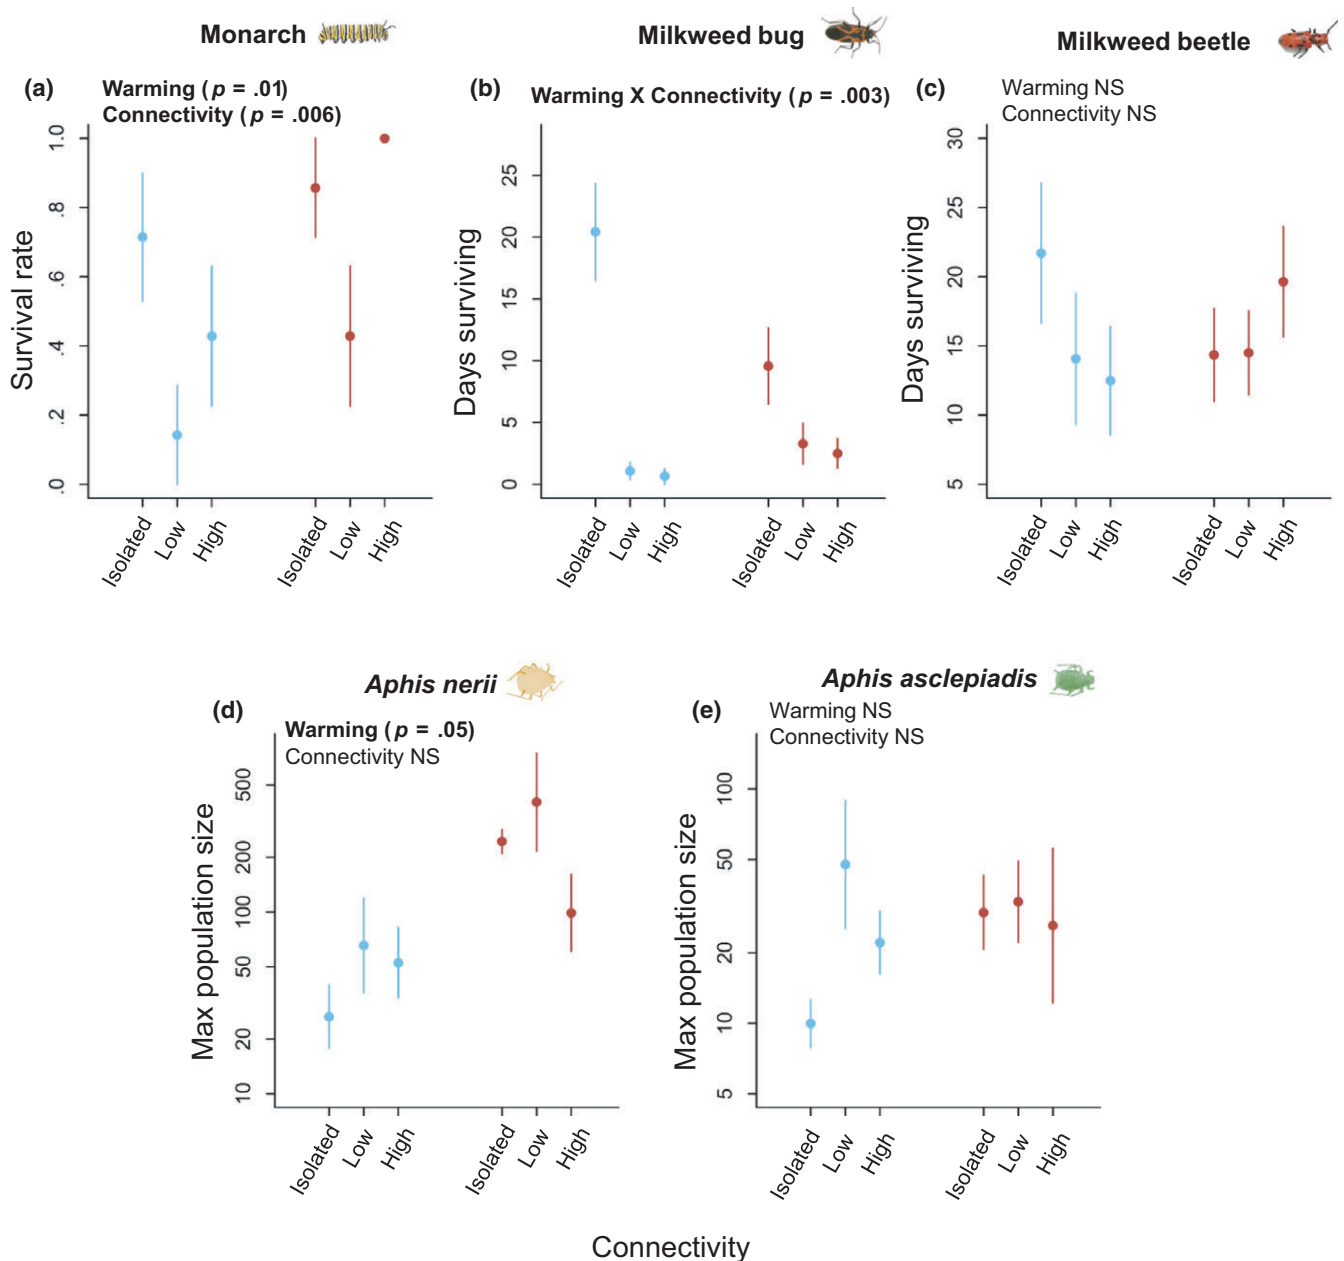 Monarch
Milkweed bug
Milkweed beetle
(a)
Warming (p = .01)
Connectivity (p = .006)
Survival rate
1.0
.8
.6
.4
.2
.0
Isolated
Low
High
Isolated
Low
High
(b)
Warming X Connectivity (p = .003)
Days surviving
25
20
15
10
5
0
Isolated
Low
High
Isolated
Low
High
(c)
Warming NS
Connectivity NS
Days surviving
30
25
20
15
10
5
Isolated
Low
High
Isolated
Low
High
Aphis nerii
(d)
Warming (p = .05)
Connectivity NS
Max population size
500
200
100
50
20
10
Isolated
Low
High
Isolated
Low
High
Aphis asclepiadis
(e)
Warming NS
Connectivity NS
Max population size
100
50
20
10
5
Isolated
Low
High
Isolated
Low
High
Connectivity